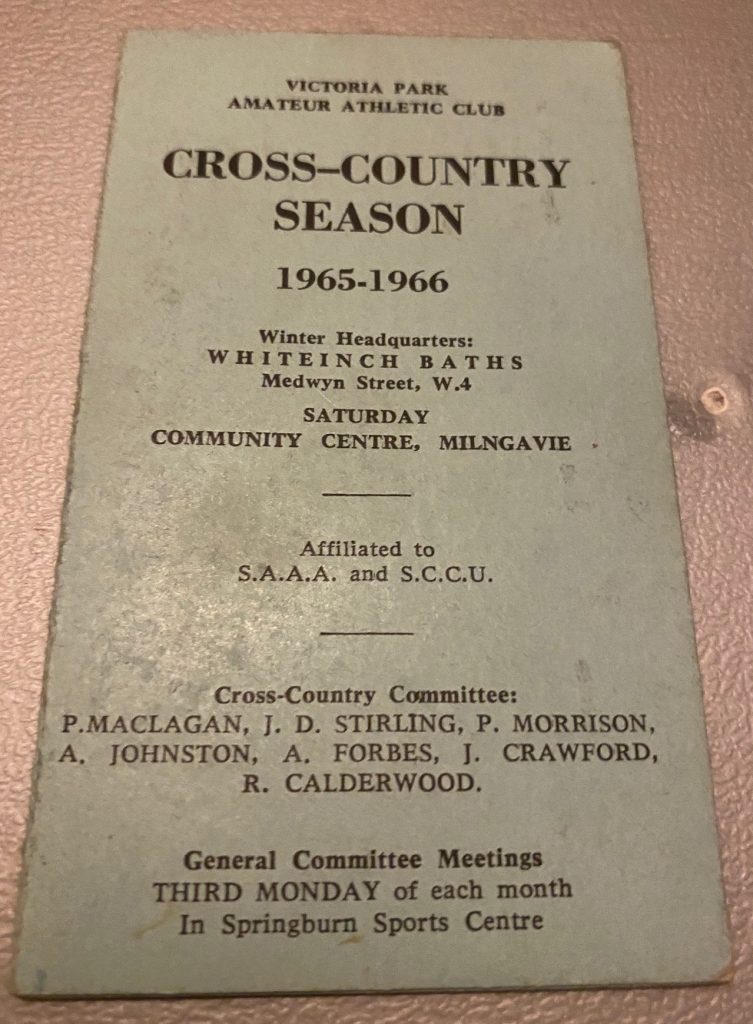 VICTORIA PARK
AMATEUR ATHLETIC CLUB
CROSS-COUNTRY
SEASON
1965-1966
Winter Headquarters:
WHITEINCH BATHS
Medwyn Street, W.4
SATURDAY
COMMUNITY CENTRE, MILNGAVIE
Affiliated to
S.A.A.A. and S.C.C.U.
Cross-Country Committee:
P.MACLAGAN, J. D. STIRLING, P. MORRISON,
A. JOHNSTON, A. FORBES, J. CRAWFORD,
R. CALDERWOOD.
General Committee Meetings
THIRD MONDAY of each month
In Springburn Sports Centre